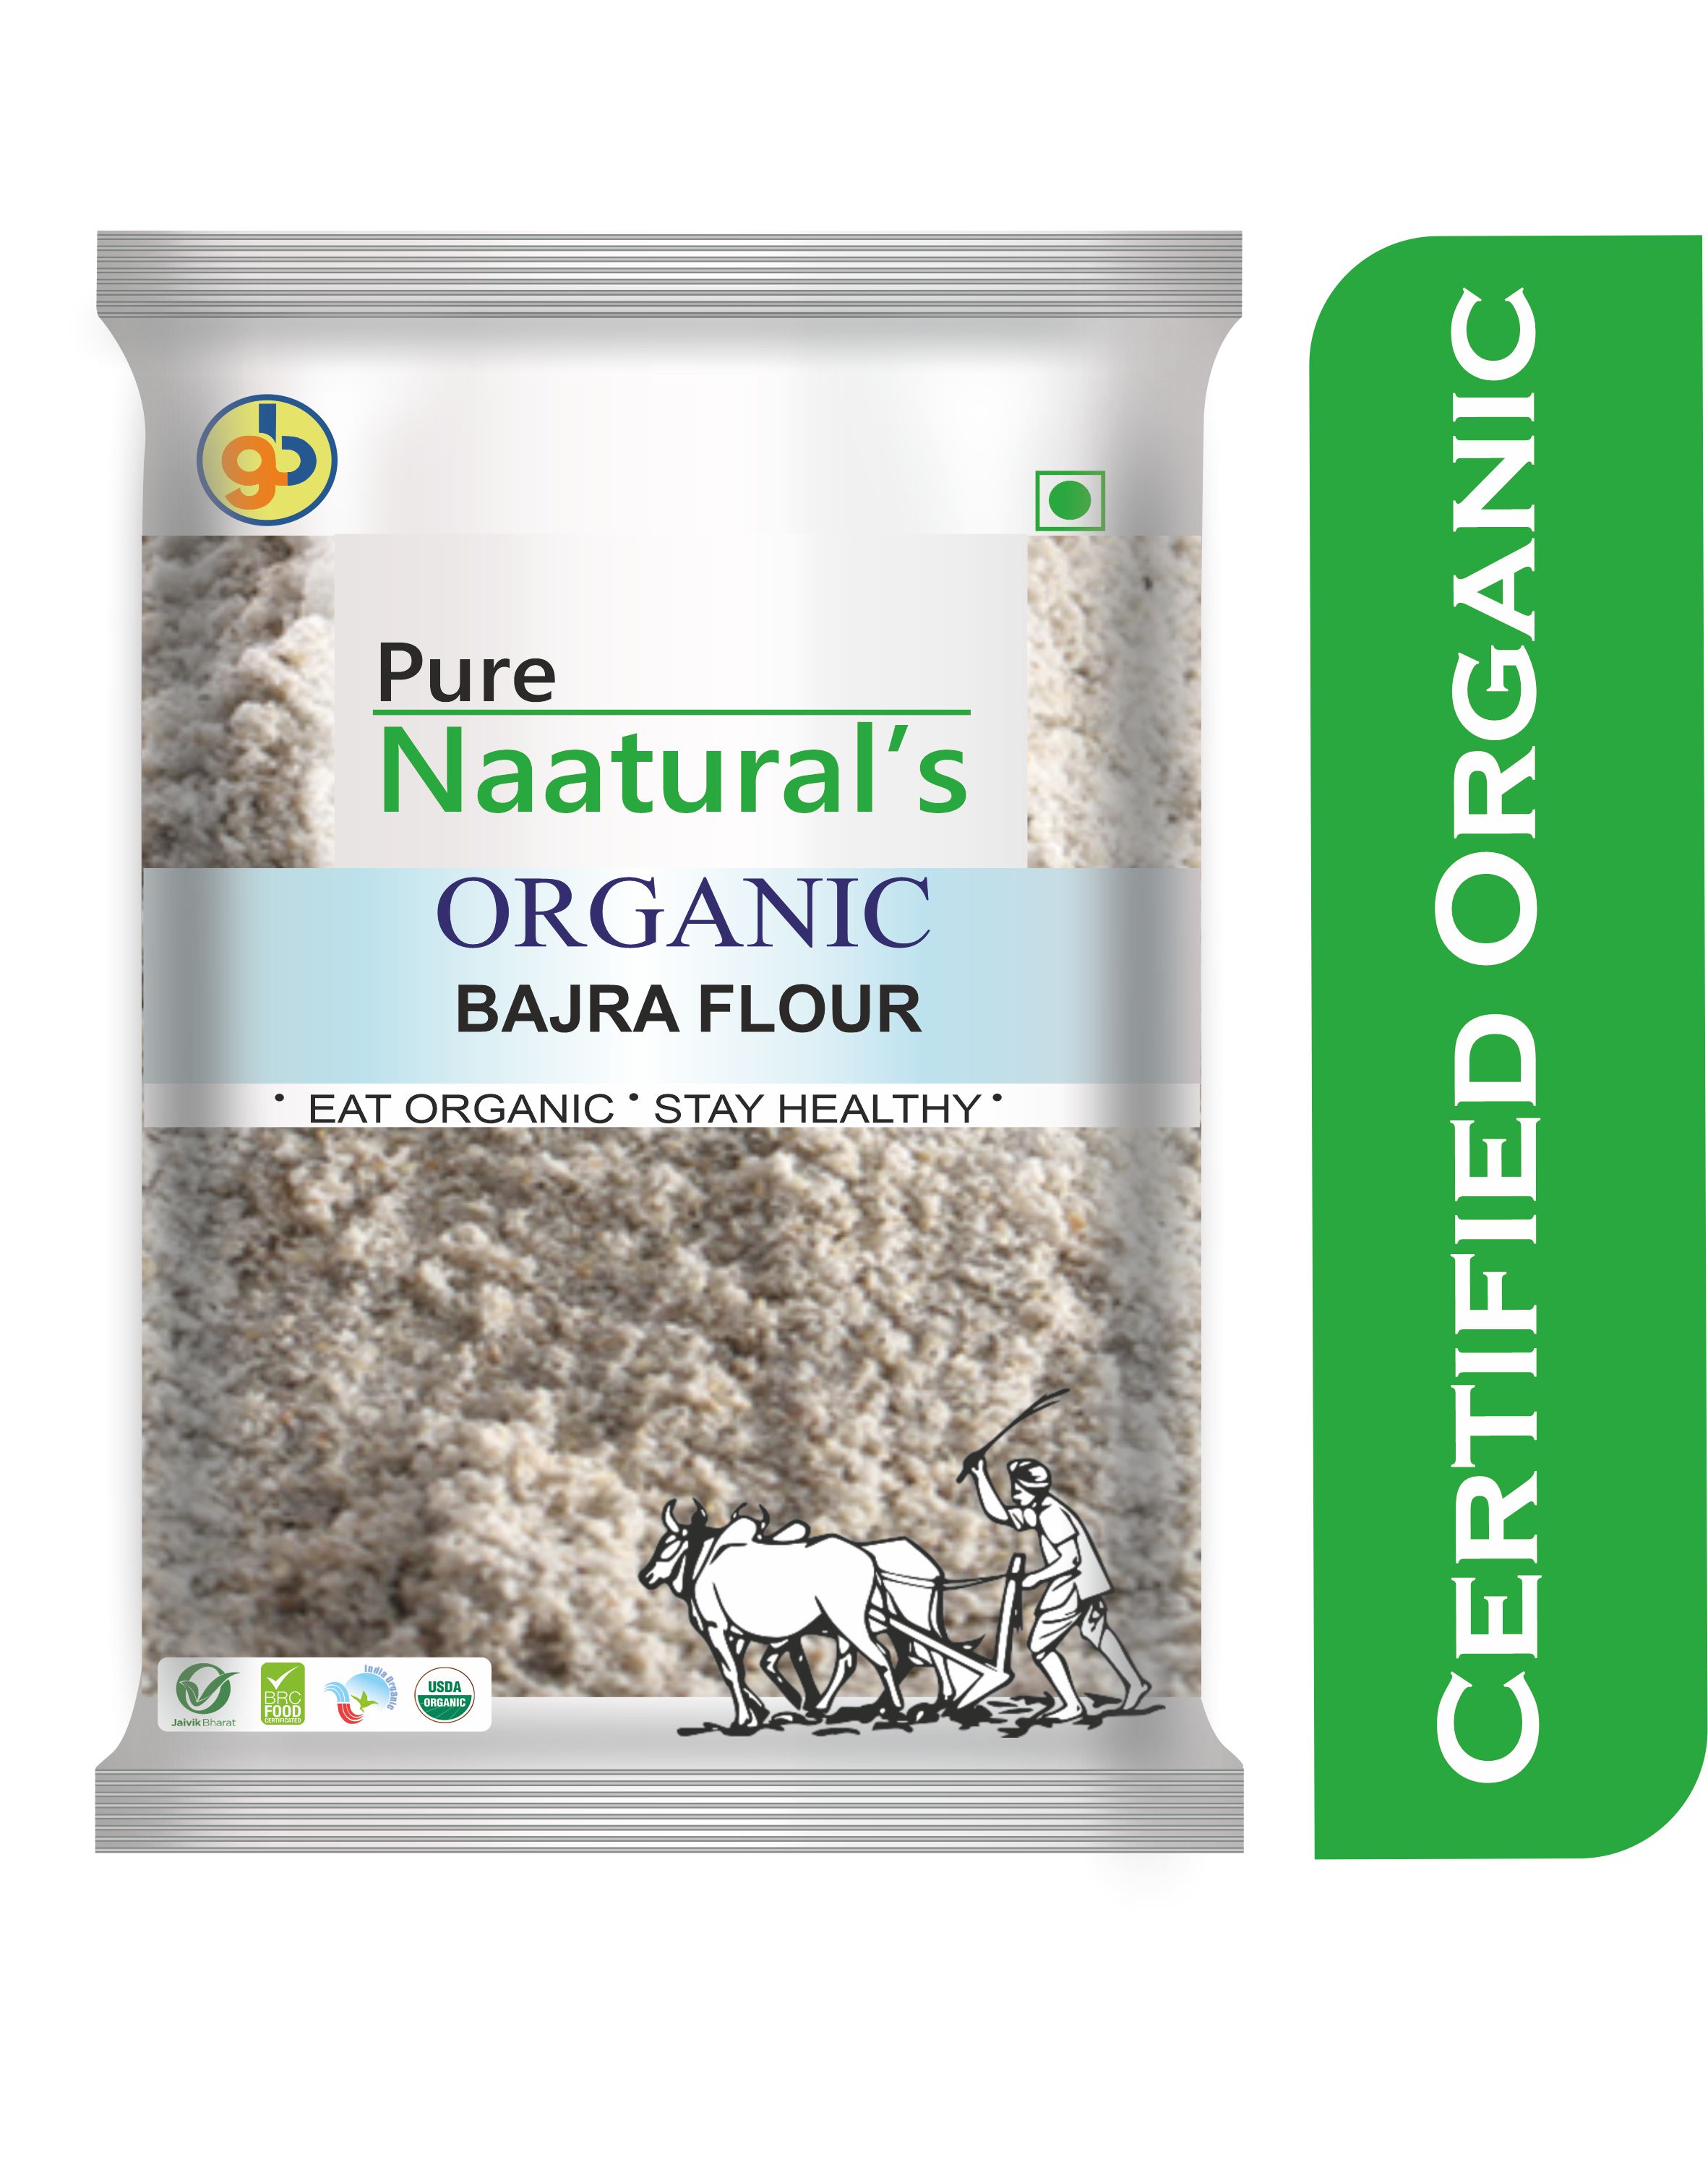 gb
Pure
Naatural's
ORGANIC
BAJRA FLOUR
• EAT ORGANIC • STAY HEALTHY •
Jaivik Bharat
BRC
FOOD
CERTIFICATED
India Organic
USDA
ORGANIC
CERTIFIED ORGANIC